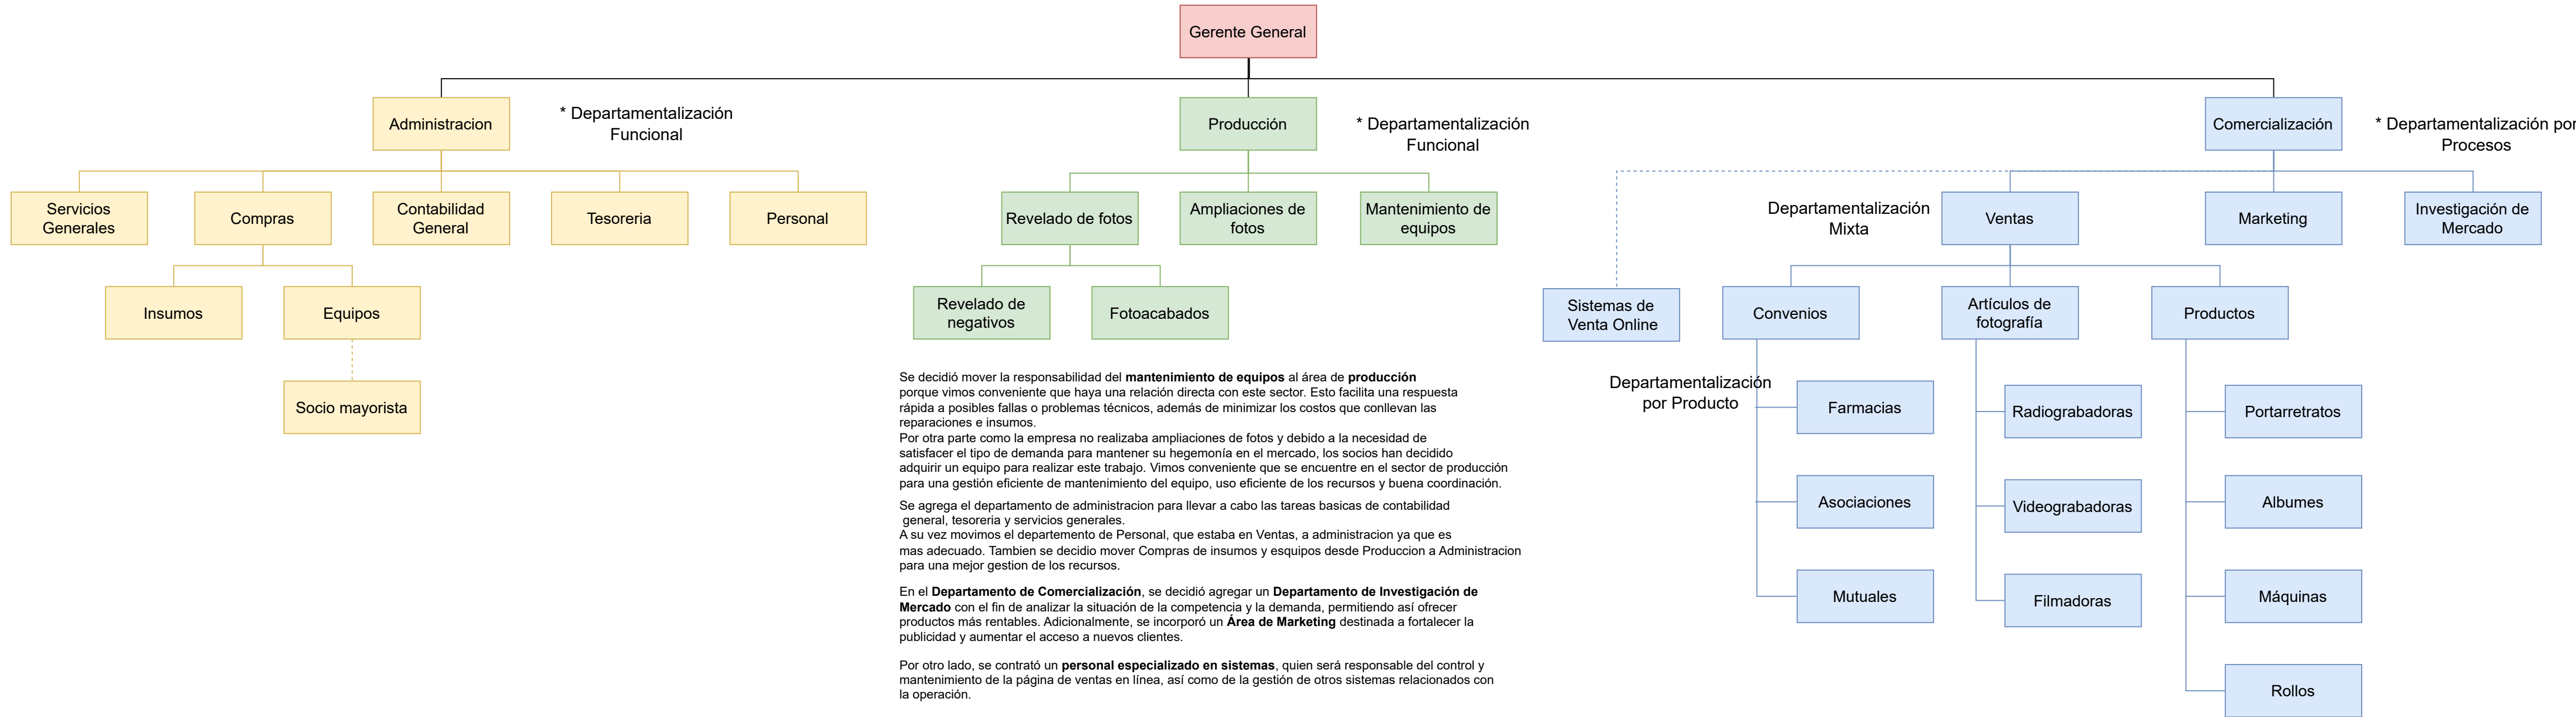 Gerente General
Administracion
* Departamentalización
Funcional
Producción
* Departamentalización
Funcional
Comercialización
* Departamentalización por
Procesos
Servicios
Generales
Compras
Contabilidad
General
Tesoreria
Personal
Revelado de fotos
Ampliaciones de
fotos
Mantenimiento de
equipos
Departamentalización
Mixta
Ventas
Marketing
Investigación de
Mercado
Insumos
Equipos
Revelado de
negativos
Fotoacabados
Sistemas de
Venta Online
Convenios
Artículos de
fotografía
Productos
Socio mayorista
Se decidió mover la responsabilidad del mantenimiento de equipos al área de producción
porque vimos conveniente que haya una relación directa con este sector. Esto facilita una respuesta
rápida a posibles fallas o problemas técnicos, además de minimizar los costos que conllevan las
reparaciones e insumos.
Por otra parte como la empresa no realizaba ampliaciones de fotos y debido a la necesidad de
satisfacer el tipo de demanda para mantener su hegemonía en el mercado, los socios han decidido
adquirir un equipo para realizar este trabajo. Vimos conveniente que se encuentre en el sector de producción
para una gestión eficiente de mantenimiento del equipo, uso eficiente de los recursos y buena coordinación.
Se agrega el departamento de administracion para llevar a cabo las tareas basicas de contabilidad
general, tesoreria y servicios generales.
A su vez movimos el departemento de Personal, que estaba en Ventas, a administracion ya que es
mas adecuado. Tambien se decidio mover Compras de insumos y esquipos desde Produccion a Administracion
para una mejor gestion de los recursos.
En el Departamento de Comercialización, se decidió agregar un Departamento de Investigación de
Mercado con el fin de analizar la situación de la competencia y la demanda, permitiendo así ofrecer
productos más rentables. Adicionalmente, se incorporó un Área de Marketing destinada a fortalecer la
publicidad y aumentar el acceso a nuevos clientes.
Por otro lado, se contrató un personal especializado en sistemas, quien será responsable del control y
mantenimiento de la página de ventas en línea, así como de la gestión de otros sistemas relacionados con
la operación.
Departamentalización
por Producto
Farmacias
Radiograbadoras
Portarretratos
Asociaciones
Videograbadoras
Albumes
Mutuales
Filmadoras
Máquinas
Rollos